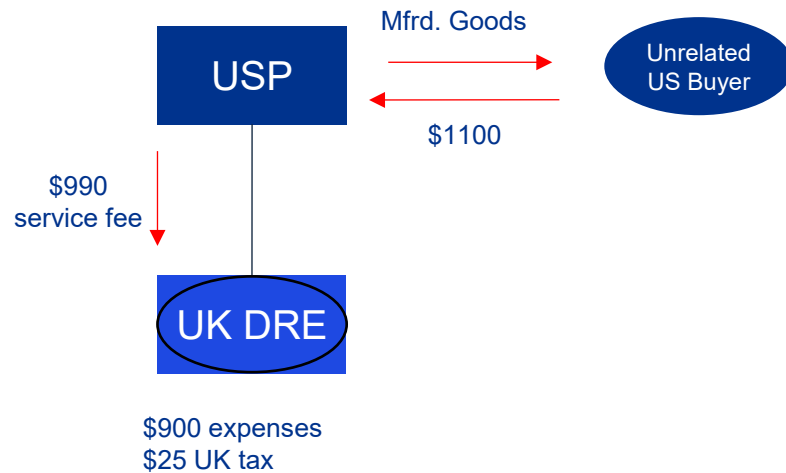 Mfrd. Goods
USP
Unrelated
US Buyer
$1100
$990
service fee
UK DRE
$900 expenses
$25 UK tax